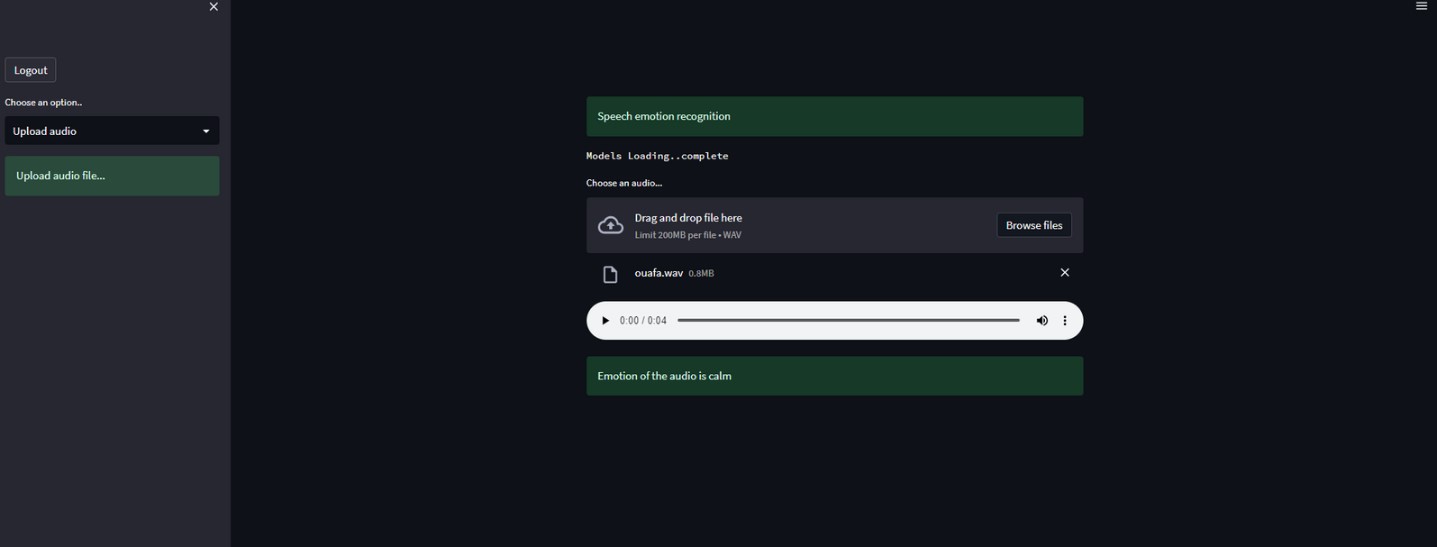 Logout
Choose an option..
Upload audio
Upload audio file...
Speech emotion recognition
Models Loading..complete
Choose an audio...
Drag and drop file here
Limit 200MB per file • WAV
Browse files
ouafa.wav 0.8MB
0:00 / 0:04
Emotion of the audio is calm